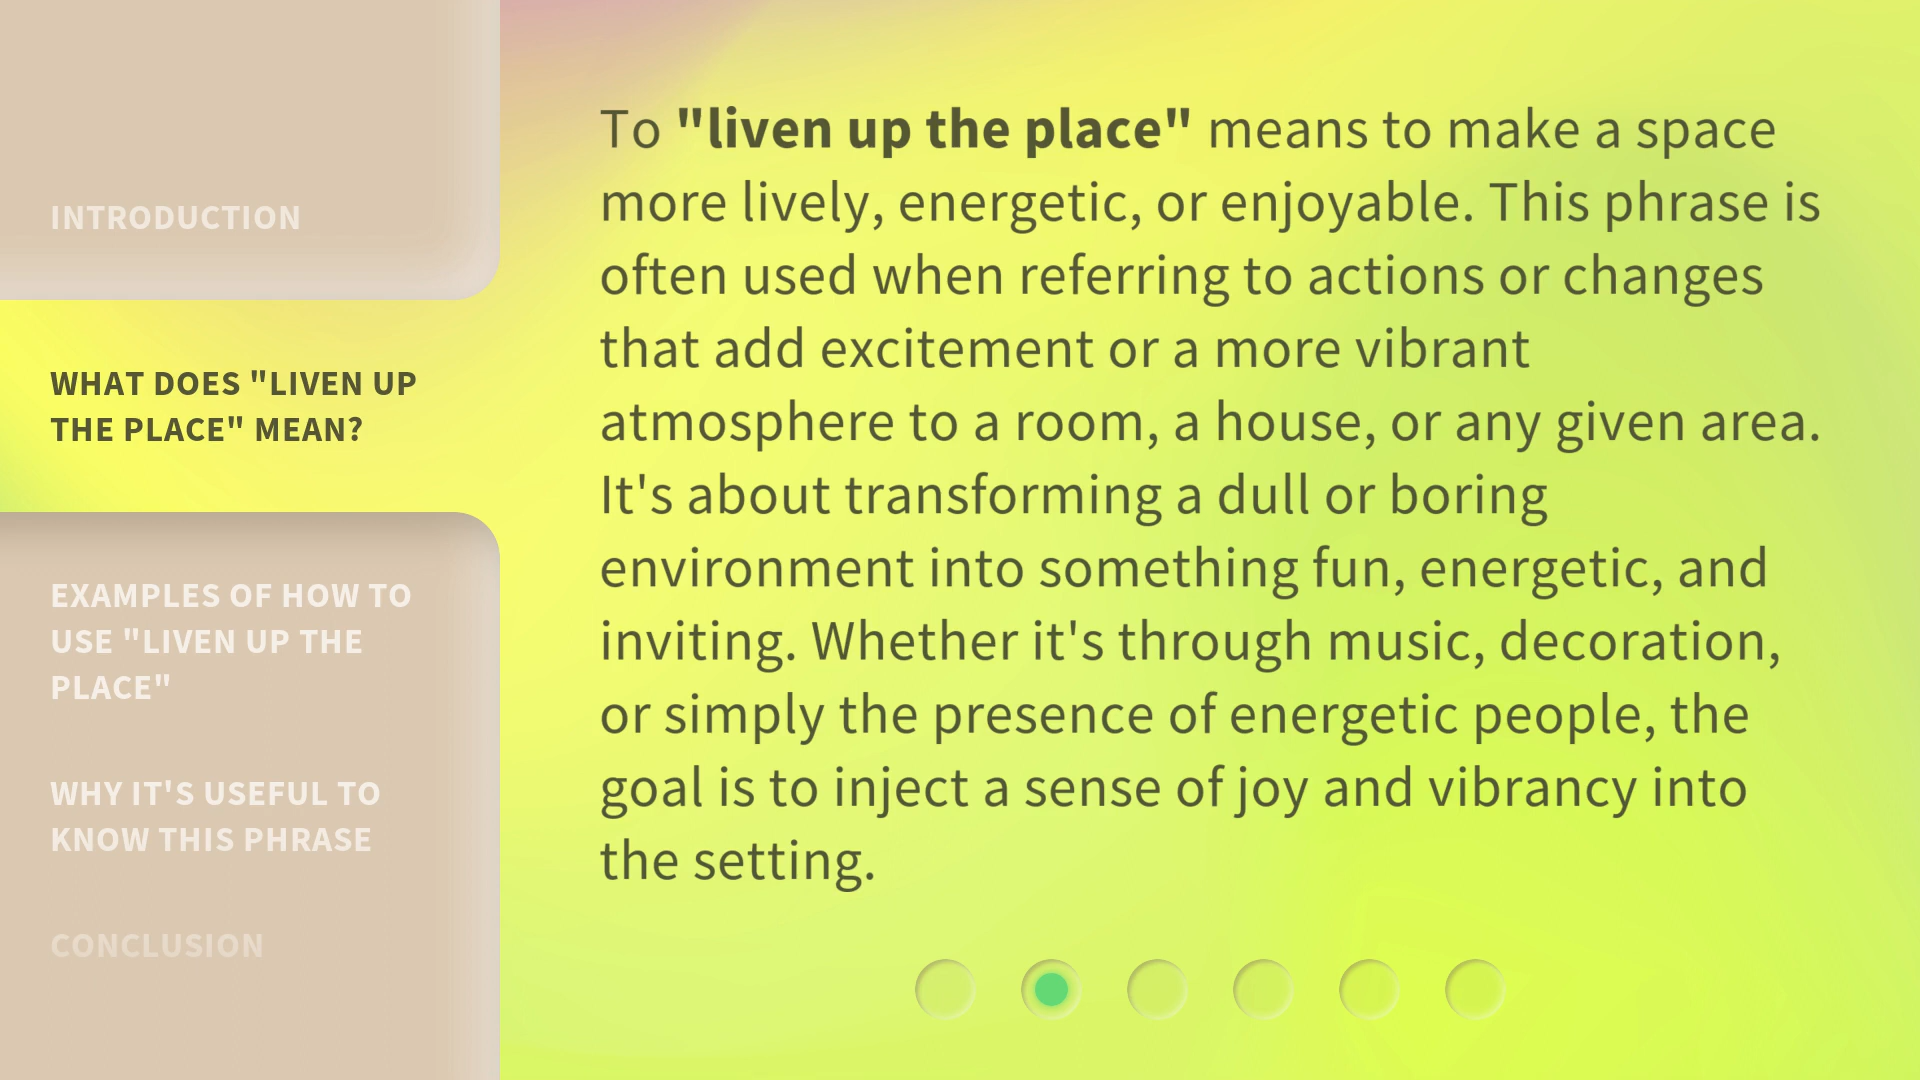 INTRODUCTION
WHAT DOES "LIVEN UP
THE PLACE" MEAN?
EXAMPLES OF HOW TO
USE "LIVEN UP THE
PLACE"
WHY IT'S USEFUL TO
KNOW THIS PHRASE
CONCLUSION
To "liven up the place" means to make a space
more lively, energetic, or enjoyable. This phrase is
often used when referring to actions or changes
that add excitement or a more vibrant
atmosphere to a room, a house, or any given area.
It's about transforming a dull or boring
environment into something fun, energetic, and
inviting. Whether it's through music, decoration,
or simply the presence of energetic people, the
goal is to inject a sense of joy and vibrancy into
the setting.